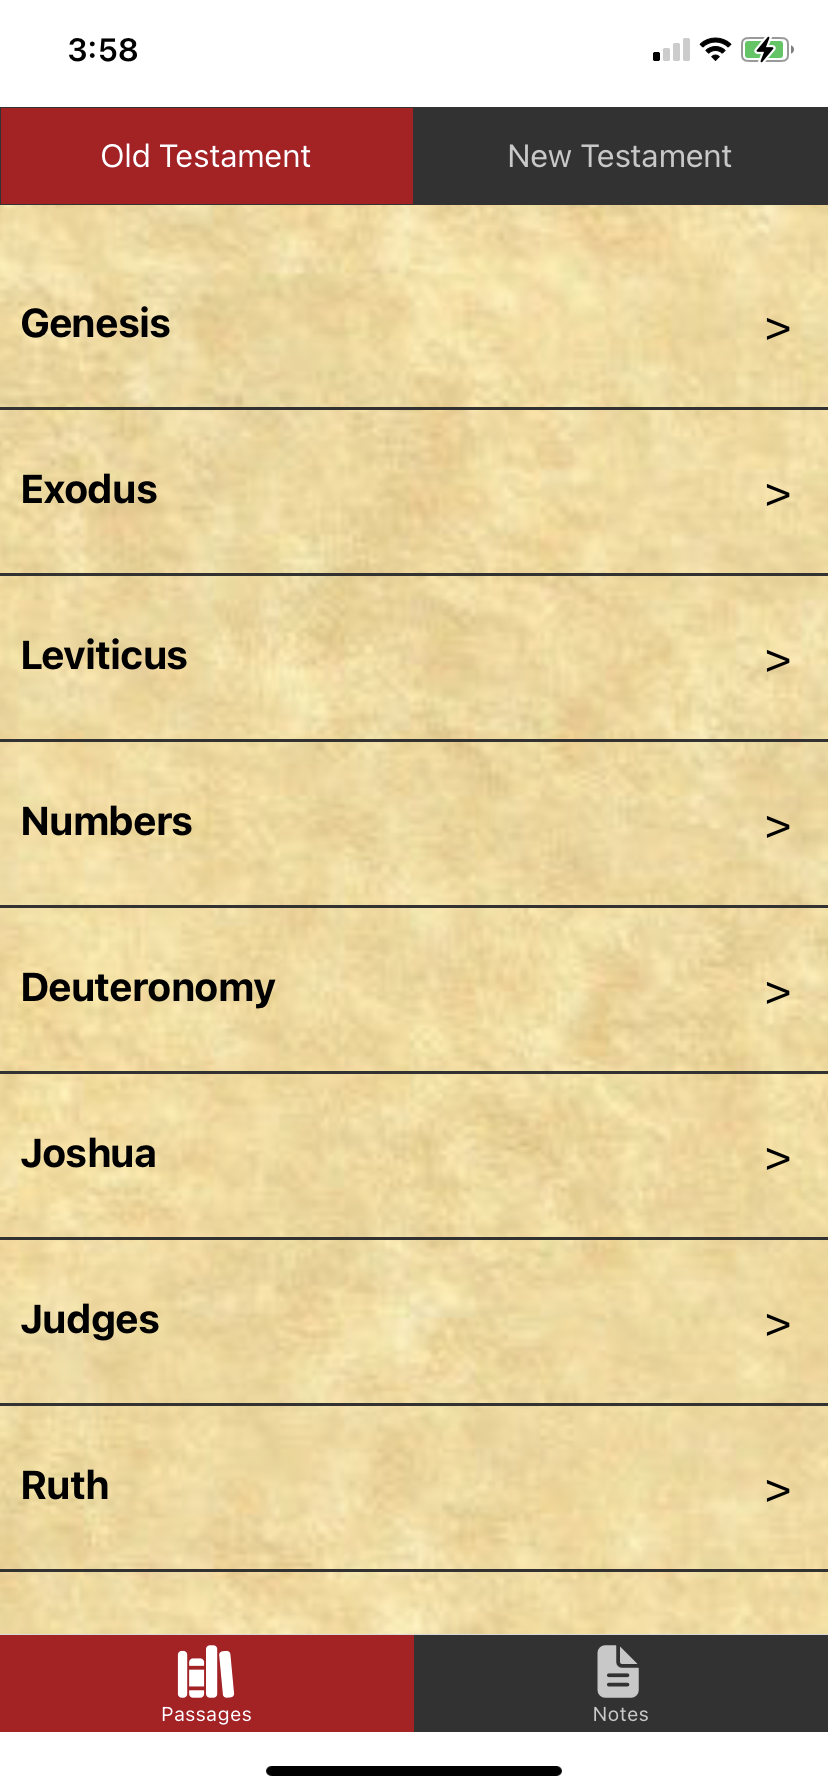 3:58
Old Testament New Testament
Genesis >
Exodus >
Leviticus >
Numbers >
Deuteronomy >
Joshua >
Judges >
Ruth >
Passages Notes